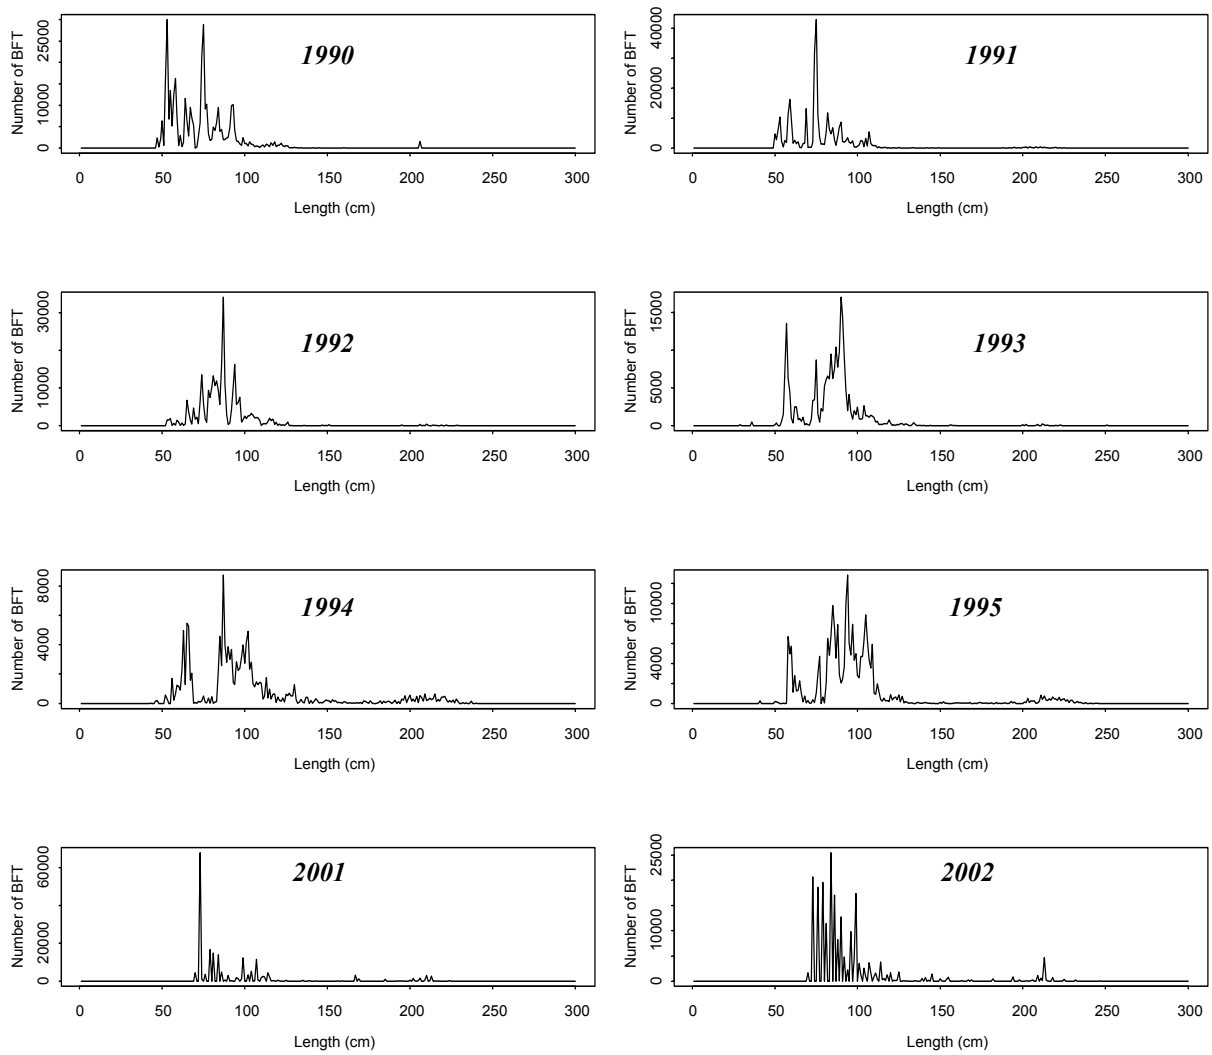 1990
Number of BFT
0 10000 25000
0 50 100 150 200 250 300
Length (cm)
1991
Number of BFT
0 20000 40000
0 50 100 150 200 250 300
Length (cm)
1992
Number of BFT
0 10000 30000
0 50 100 150 200 250 300
Length (cm)
1993
Number of BFT
0 5000 15000
0 50 100 150 200 250 300
Length (cm)
1994
Number of BFT
0 4000 8000
0 50 100 150 200 250 300
Length (cm)
1995
Number of BFT
0 4000 10000
0 50 100 150 200 250 300
Length (cm)
2001
Number of BFT
0 20000 60000
0 50 100 150 200 250 300
Length (cm)
2002
Number of BFT
0 10000 25000
0 50 100 150 200 250 300
Length (cm)